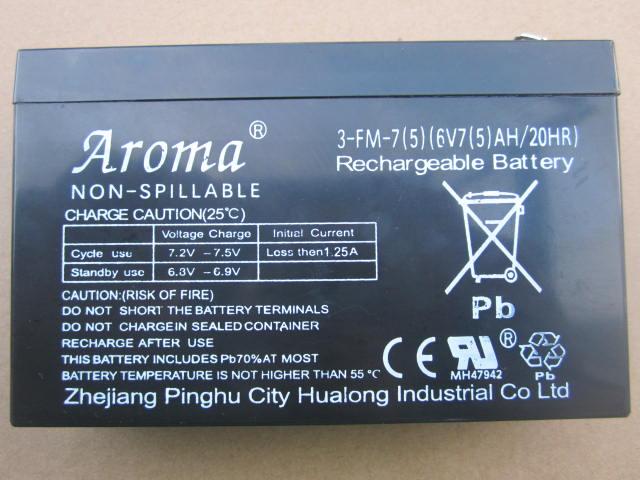 Aroma®
3-FM-7(5)(6V7(5)AH/20HR)
Rechargeable Battery
NON-SPILLABLE
CHARGE CAUTION(25℃)
Voltage Charge Initial Current
Cycle use 7.2V –7.5V Less then1.25A
Standby use 6.8V –6.9V
Pb
CAUTION:(RISK OF FIRE)
DO NOT SHORT THE BATTERY TERMINALS
DO NOT CHARGEIN SEALED CONTAINER
RECHARGE AFTER USE
THIS BATTERY INCLUDES Pb70%AT MOST
BATTERY TEMPERATURE IS NOT HIGHER THAN 55 ℃
CE
RU®
MH47942
Pb
Zhejiang Pinghu City Hualong Industrial Co Ltd